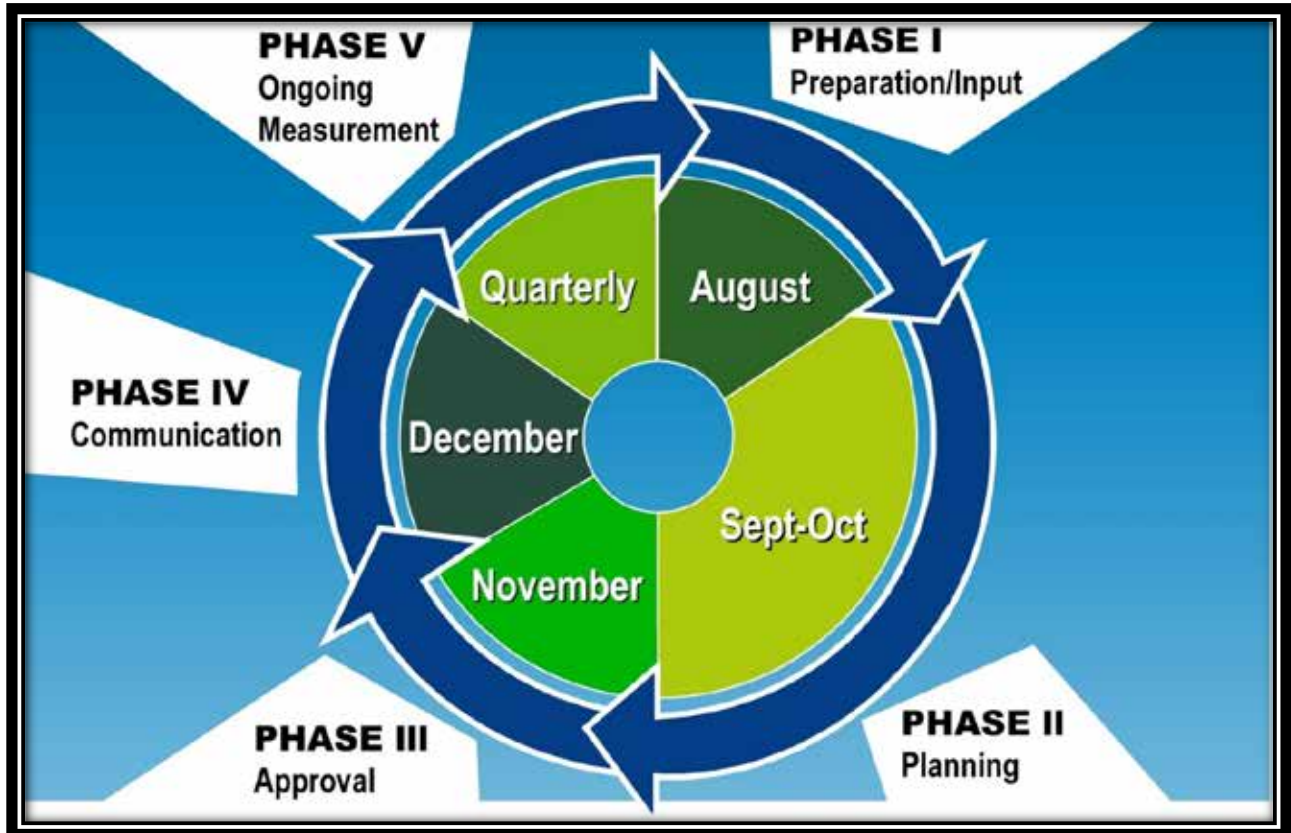 PHASE I
Preparation/Input
PHASE II
Planning
PHASE III
Approval
PHASE IV
Communication
PHASE V
Ongoing
Measurement
August
Sept-Oct
November
December
Quarterly